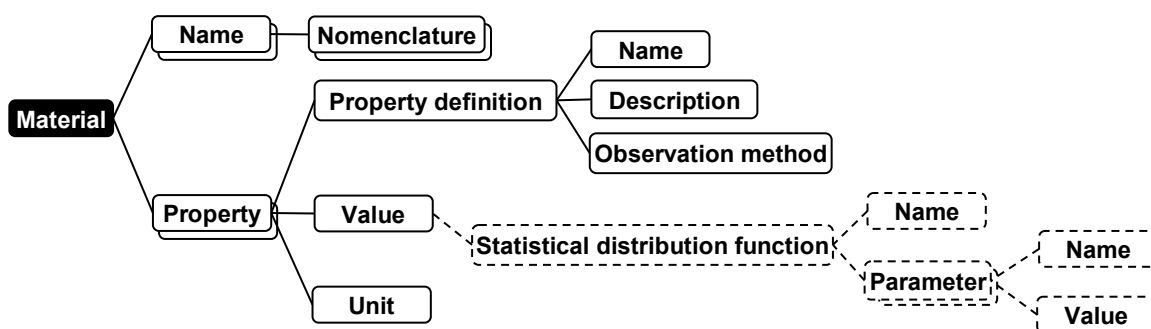 Name
Nomenclature
Name
Property definition
Description
Material
Observation method
Property
Value
Name
Statistical distribution function
Name
Parameter
Unit
Value